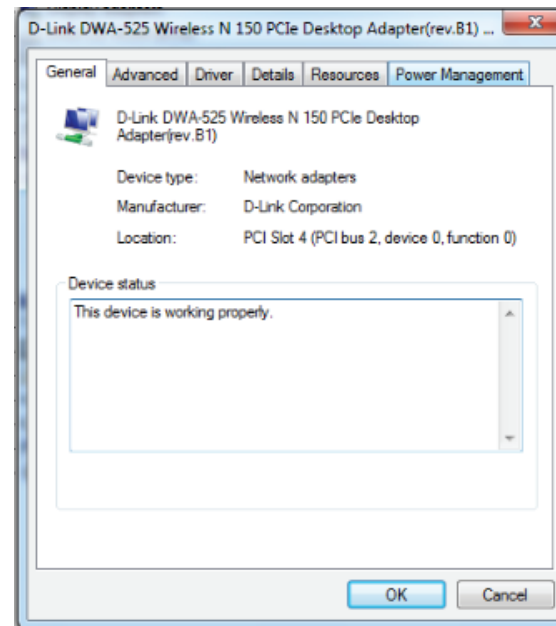 D-Link DWA-525 Wireless N 150 PCIe Desktop Adapter(rev.B1) ...
General Advanced Driver Details Resources Power Management
D-Link DWA-525 Wireless N 150 PCIe Desktop
Adapter(rev.B1)
Device type: Network adapters
Manufacturer: D-Link Corporation
Location: PCI Slot 4 (PCI bus 2, device 0, function 0)
Device status
This device is working properly.
OK Cancel